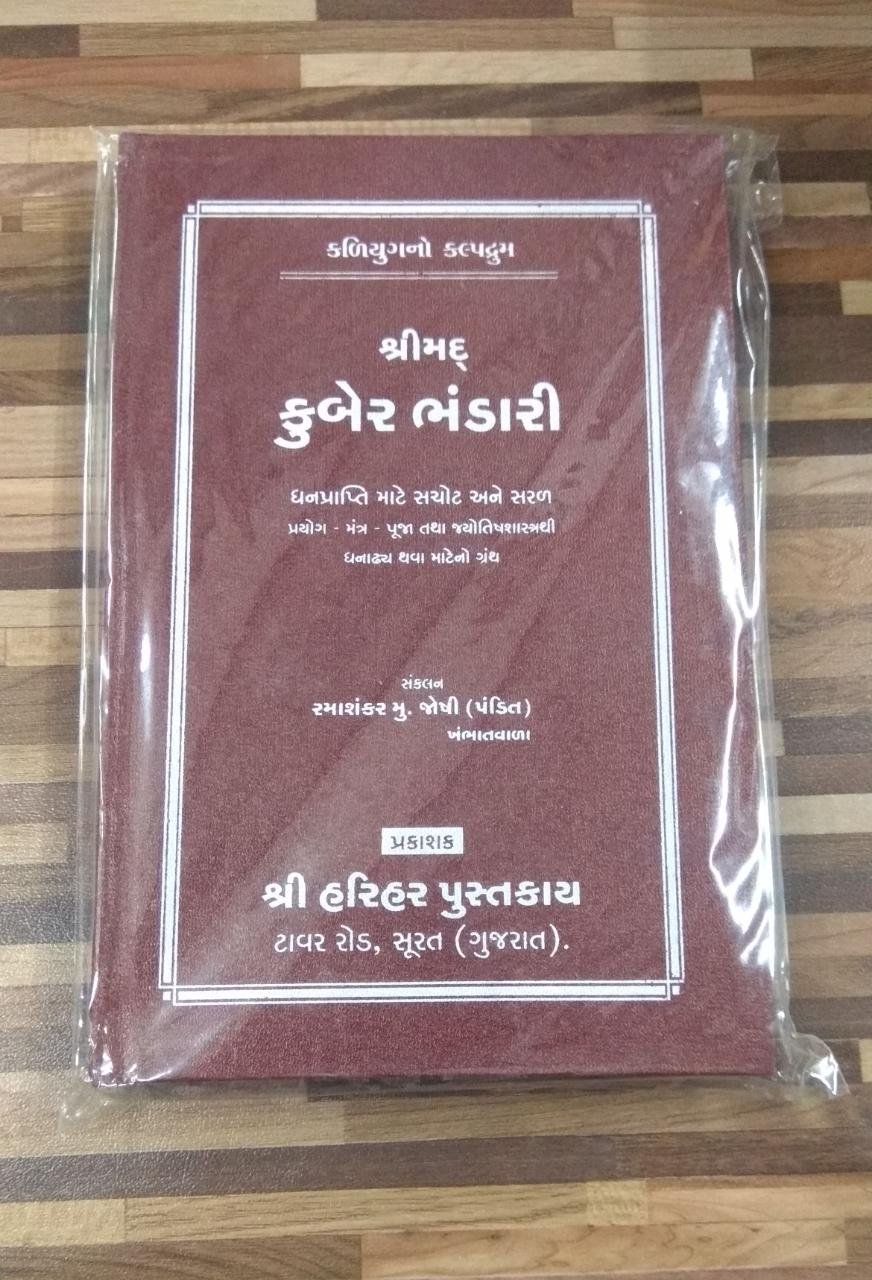 કળિયુગનો કલ્પદ્રુમ
શ્રીમદ્
કુબેર ભંડારી
ધનપ્રાપ્તિ માટે સચોટ અને સરળ
પ્રયોગ - મંત્ર - પૂજા તથા જ્યોતિષશાસ્ત્રથી
ધનાઢ્ય થવા માટેનો ગ્રંથ
સંકલન
રમાશંકર મુ. જોષી (પંડિત)
ખંભાતવાળા
પ્રકાશક
શ્રી હરિહર પુસ્તકાય
ટાવર રોડ, સૂરત (ગુજરાત).